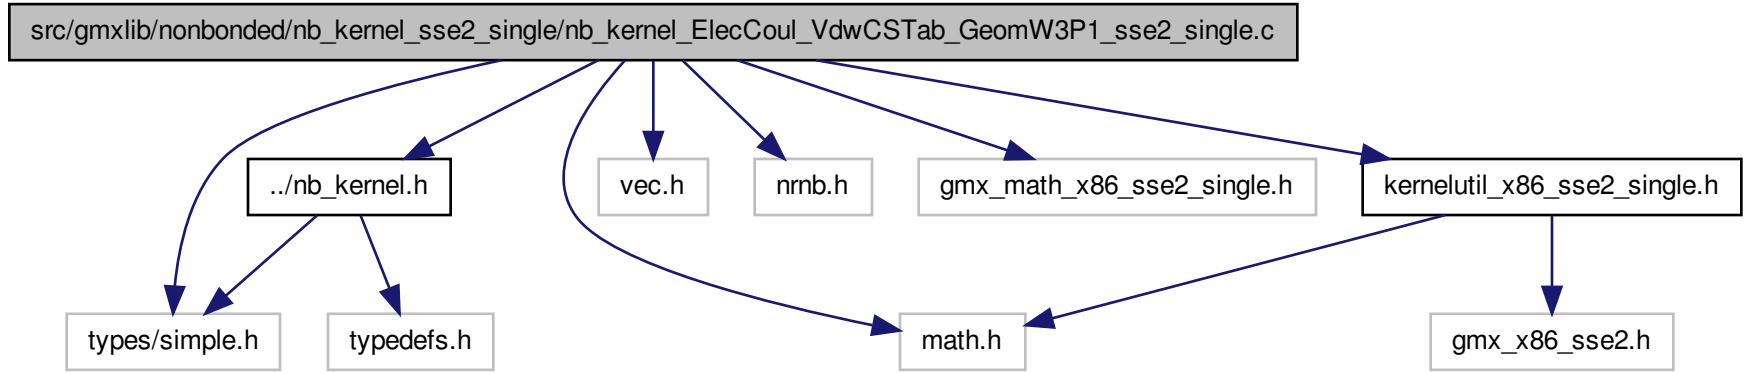 src/gmxlib/nonbonded/nb_kernel_sse2_single/nb_kernel_ElecCoul_VdwCSTab_GeomW3P1_sse2_single.c
../nb_kernel.h
vec.h
nrnb.h
gmx_math_x86_sse2_single.h
kernelutil_x86_sse2_single.h
types/simple.h
typedefs.h
math.h
gmx_x86_sse2.h